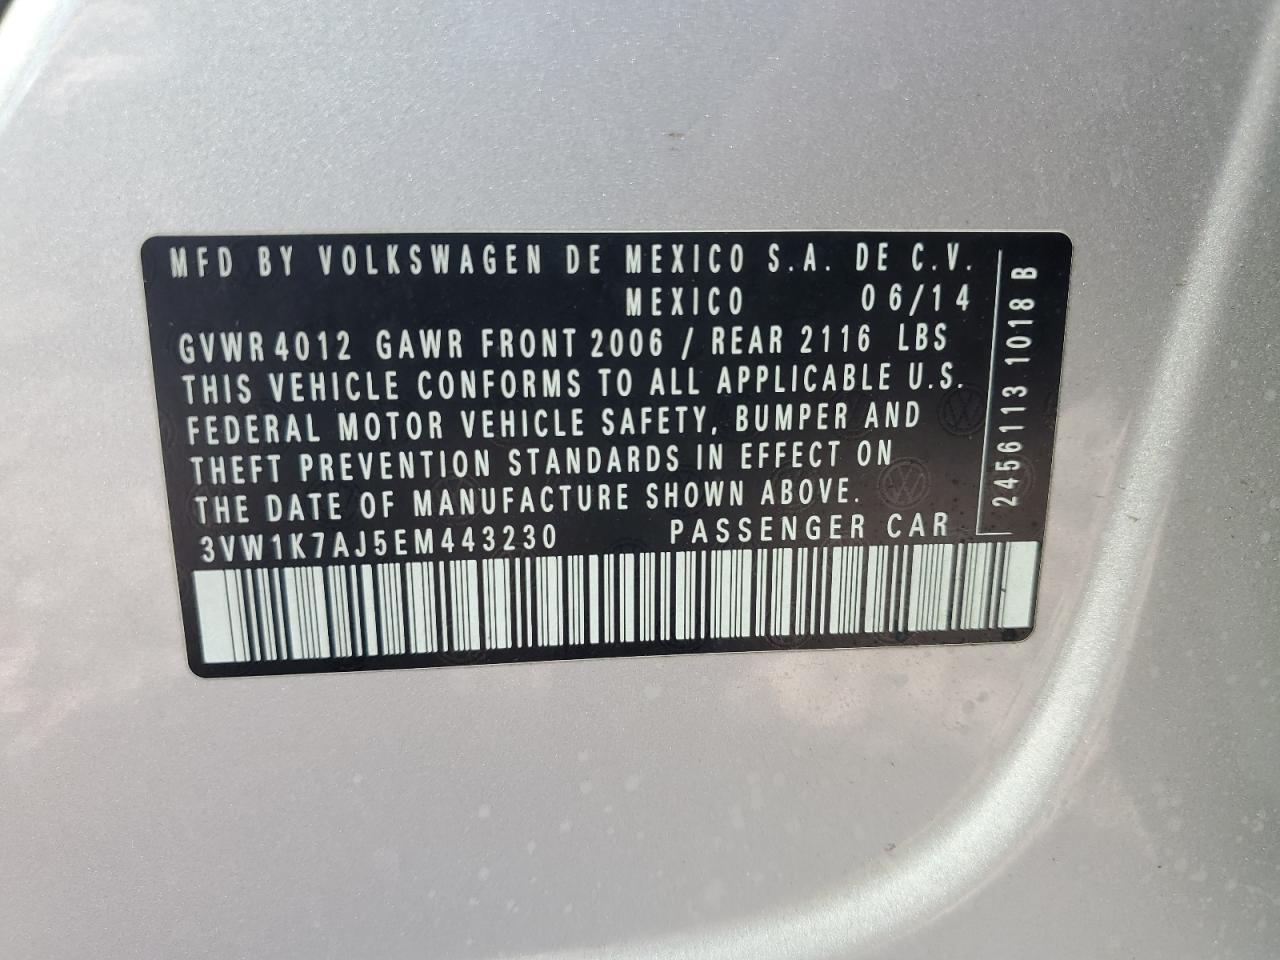 MFD BY VOLKSWAGEN DE MEXICO S.A. DE C.V.
MEXICO 06/14
GVWR 4012 GAWR FRONT 2006 / REAR 2116 LBS
THIS VEHICLE CONFORMS TO ALL APPLICABLE U.S.
FEDERAL MOTOR VEHICLE SAFETY, BUMPER AND
THEFT PREVENTION STANDARDS IN EFFECT ON
THE DATE OF MANUFACTURE SHOWN ABOVE.
3VW1K7AJ5EM443230 PASSENGER CAR
2456113 1018 B